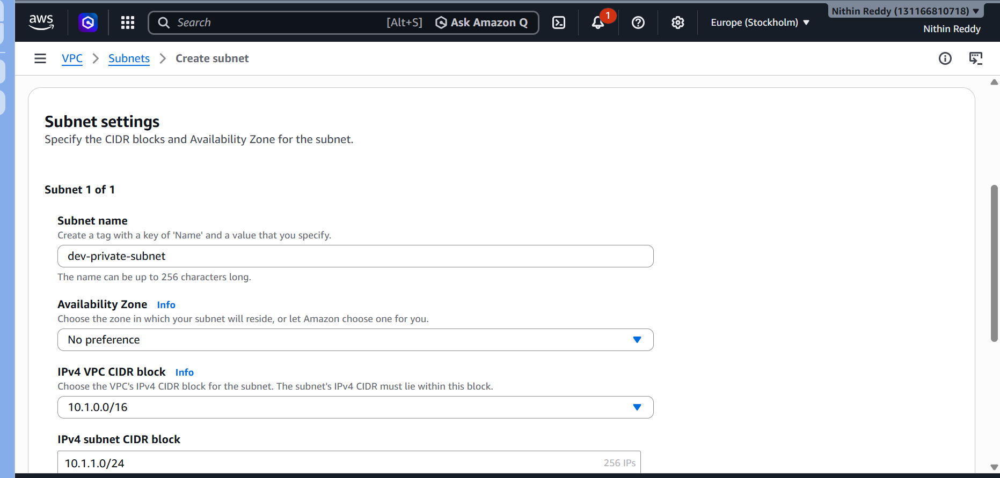 aws
Search [Alt+S] Ask Amazon Q
1
Europe (Stockholm)
Nithin Reddy (131166810718)
Nithin Reddy
VPC Subnets Create subnet
Subnet settings
Specify the CIDR blocks and Availability Zone for the subnet.
Subnet 1 of 1
Subnet name
Create a tag with a key of 'Name' and a value that you specify.
dev-private-subnet
The name can be up to 256 characters long.
Availability Zone Info
Choose the zone in which your subnet will reside, or let Amazon choose one for you.
No preference
IPv4 VPC CIDR block Info
Choose the VPC's IPv4 CIDR block for the subnet. The subnet's IPv4 CIDR must lie within this block.
10.1.0.0/16
IPv4 subnet CIDR block
10.1.1.0/24 256 IPs